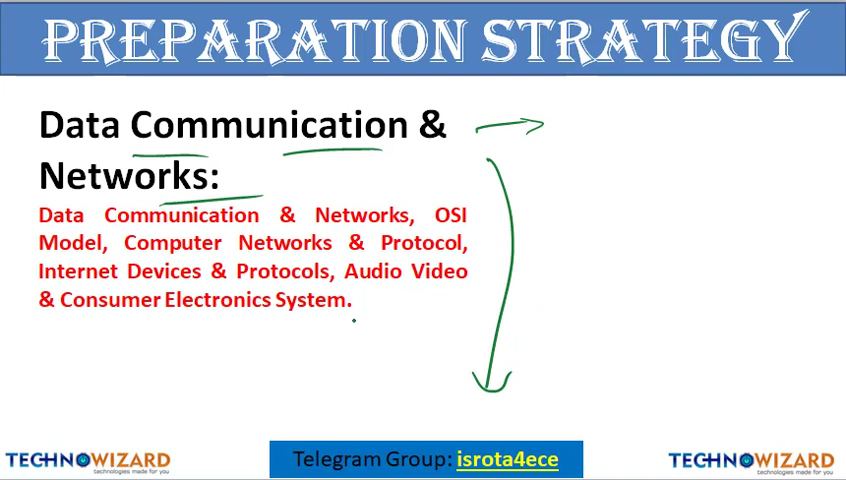 PREPARATION STRATEGY
Data Communication &
Networks:
Data Communication & Networks, OSI
Model, Computer Networks & Protocol,
Internet Devices & Protocols, Audio Video
& Consumer Electronics System.
TECHNOWIZARD
technologies made for you
Telegram Group: isrota4ece
TECHNOWIZARD
technologies made for you